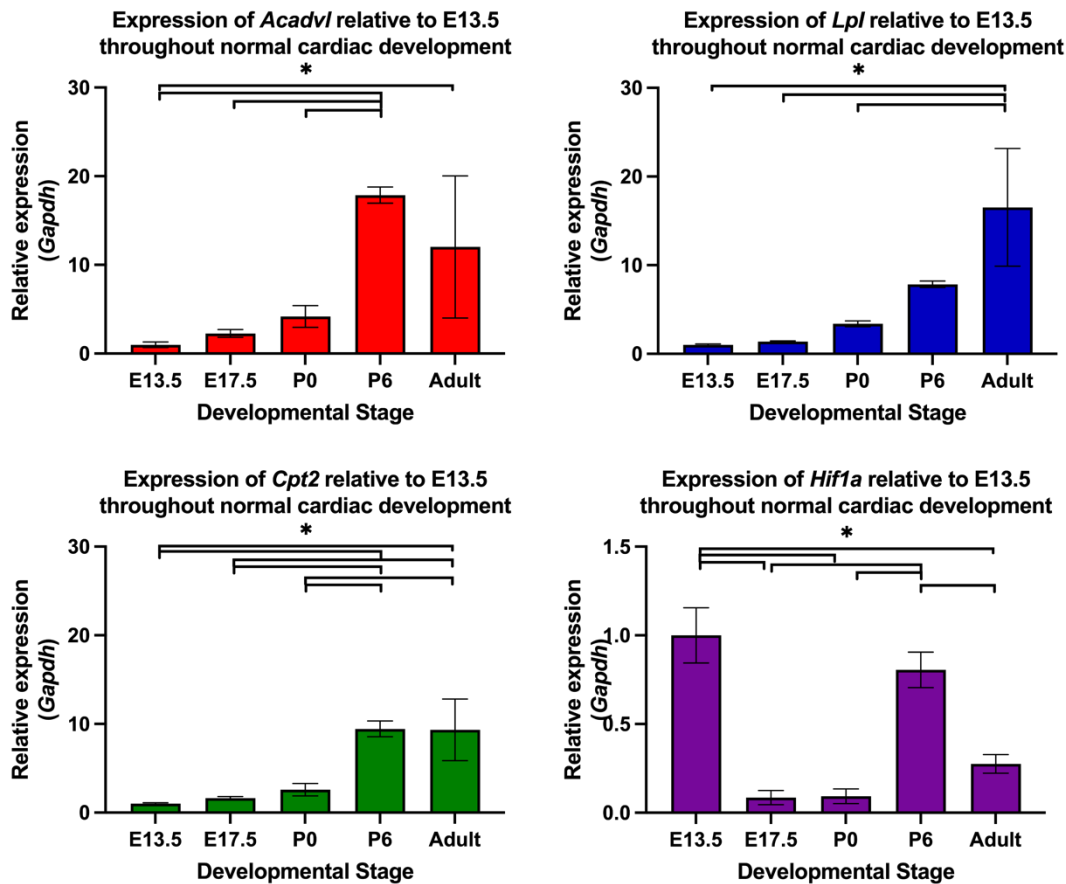 Expression of Acadvl relative to E13.5
throughout normal cardiac development
*
30
20
10
0
Relative expression
(Gapdh)
E13.5 E17.5 P0 P6 Adult
Developmental Stage
Expression of Lpl relative to E13.5
throughout normal cardiac development
*
30
20
10
0
Relative expression
(Gapdh)
E13.5 E17.5 P0 P6 Adult
Developmental Stage
Expression of Cpt2 relative to E13.5
throughout normal cardiac development
*
30
20
10
0
Relative expression
(Gapdh)
E13.5 E17.5 P0 P6 Adult
Developmental Stage
Expression of Hif1a relative to E13.5
throughout normal cardiac development
*
1.5
1.0
0.5
0.0
Relative expression
(Gapdh)
E13.5 E17.5 P0 P6 Adult
Developmental Stage